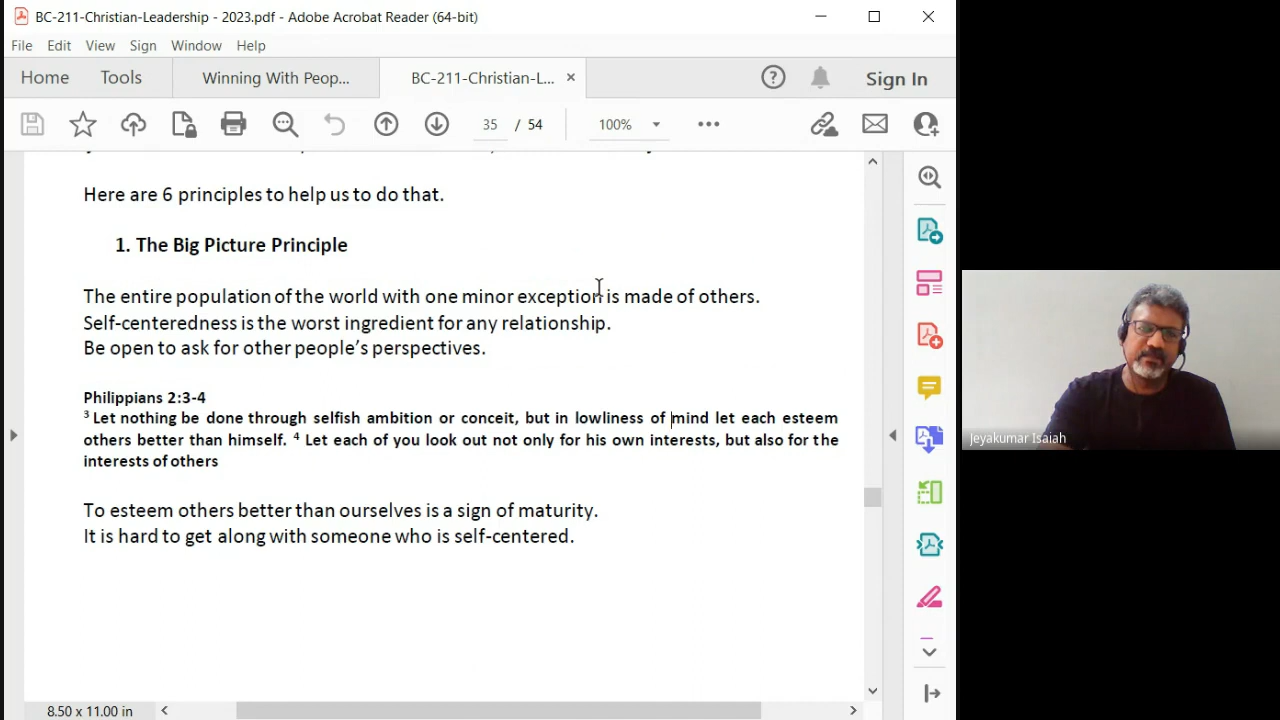 BC-211-Christian-Leadership - 2023.pdf - Adobe Acrobat Reader (64-bit)
File Edit View Sign Window Help
Home Tools Winning With Peop... BC-211-Christian-L... × Sign In
35 / 54 100%
Here are 6 principles to help us to do that.
1. The Big Picture Principle
The entire population of the world with one minor exception is made of others.
Self-centeredness is the worst ingredient for any relationship.
Be open to ask for other people's perspectives.
Philippians 2:3-4
3 Let nothing be done through selfish ambition or conceit, but in lowliness of mind let each esteem
others better than himself. 4 Let each of you look out not only for his own interests, but also for the
interests of others
To esteem others better than ourselves is a sign of maturity.
It is hard to get along with someone who is self-centered.
8.50 x 11.00 in
Jeyakumar Isaiah